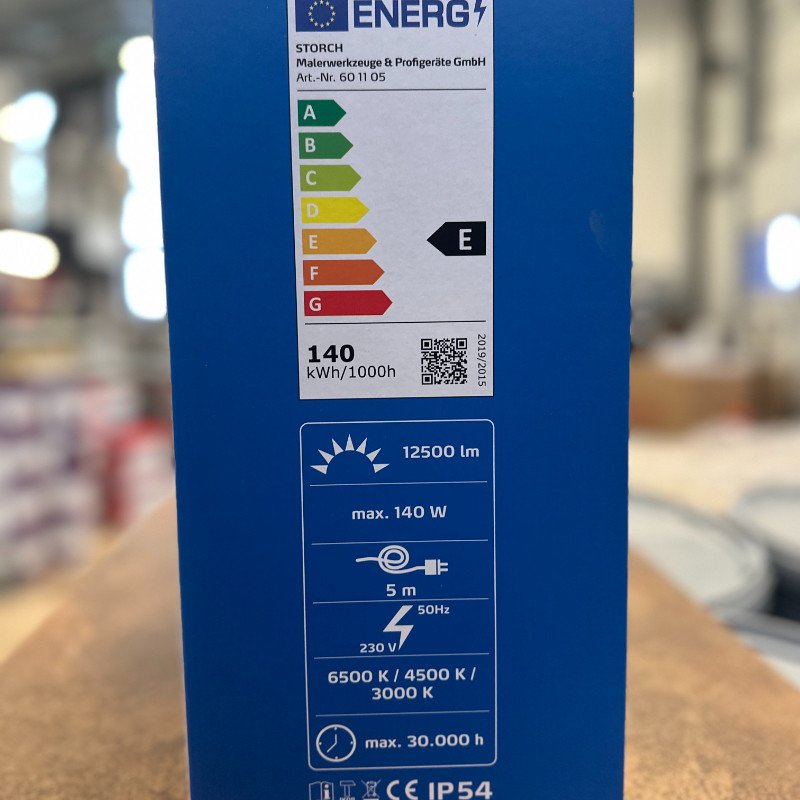 ENERG
STORCH
Malerwerkzeuge & Profigeräte GmbH
Art.-Nr. 60 11 05
A
B
C
D
E
E
F
G
140
kWh/1000h
2019/2015
12500 lm
max. 140 W
5 m
50Hz
230 V
6500 K / 4500 K /
3000 K
max. 30.000 h
CE IP54